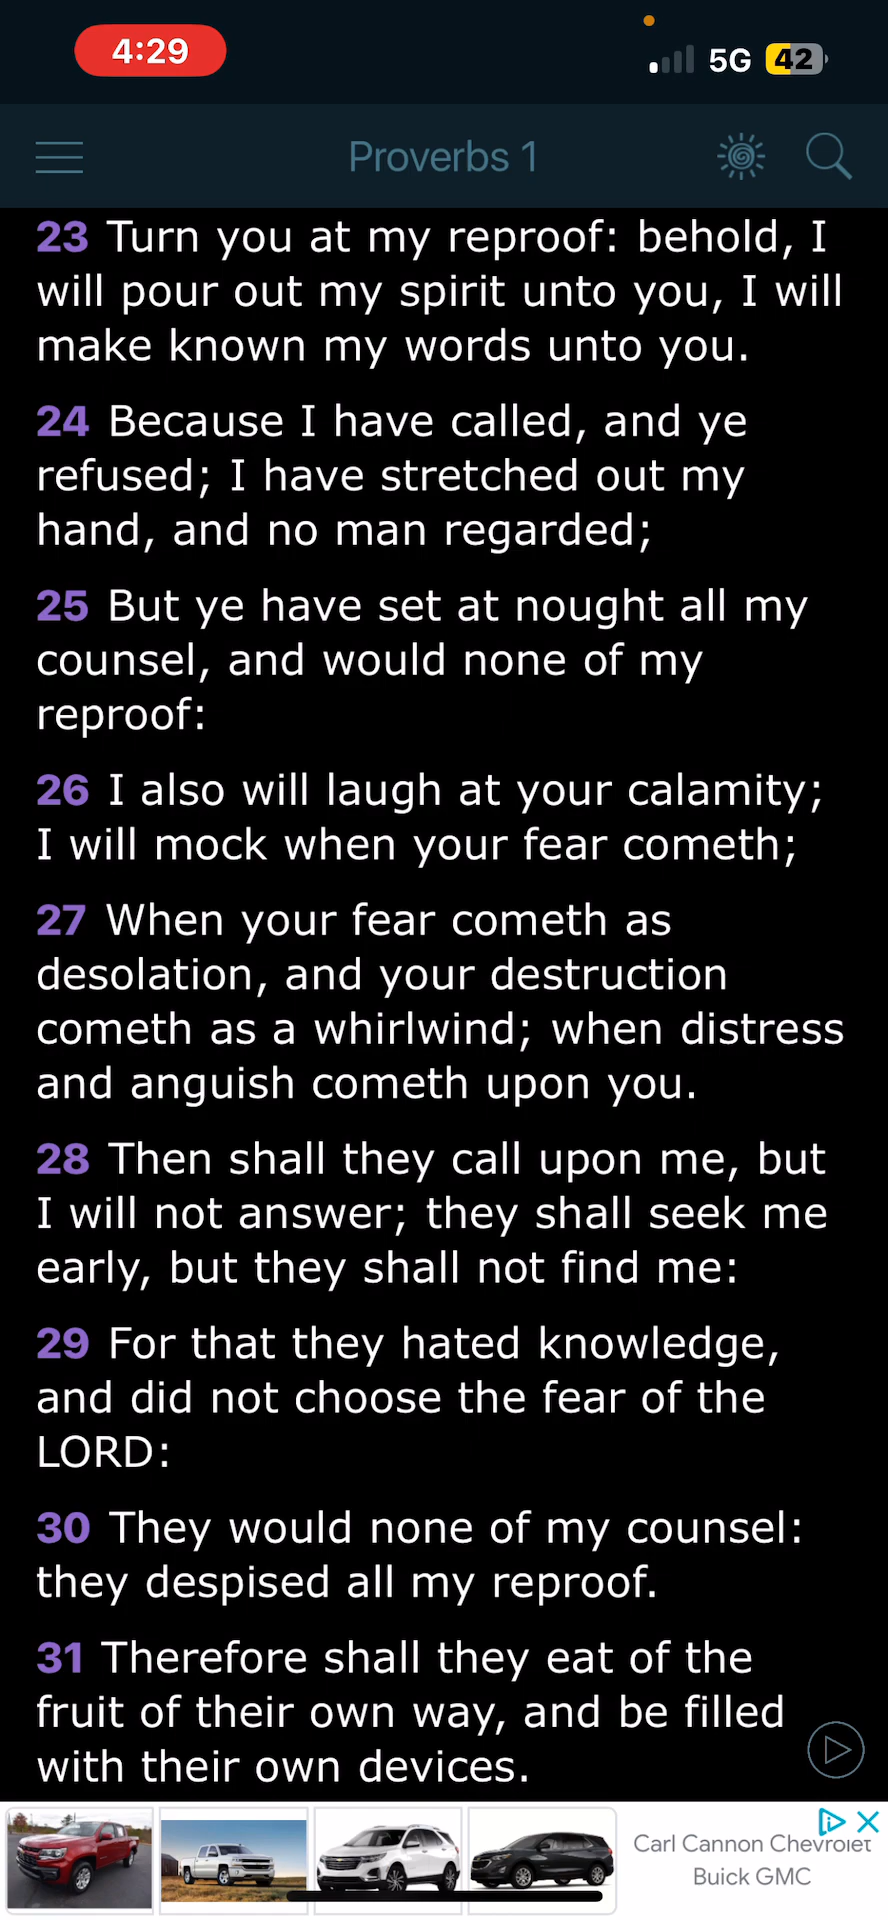 4:29
5G 42
Proverbs 1
23 Turn you at my reproof: behold, I
will pour out my spirit unto you, I will
make known my words unto you.
24 Because I have called, and ye
refused; I have stretched out my
hand, and no man regarded;
25 But ye have set at nought all my
counsel, and would none of my
reproof:
26 I also will laugh at your calamity;
I will mock when your fear cometh;
27 When your fear cometh as
desolation, and your destruction
cometh as a whirlwind; when distress
and anguish cometh upon you.
28 Then shall they call upon me, but
I will not answer; they shall seek me
early, but they shall not find me:
29 For that they hated knowledge,
and did not choose the fear of the
LORD:
30 They would none of my counsel:
they despised all my reproof.
31 Therefore shall they eat of the
fruit of their own way, and be filled
with their own devices.
Carl Cannon Chevrolet
Buick GMC